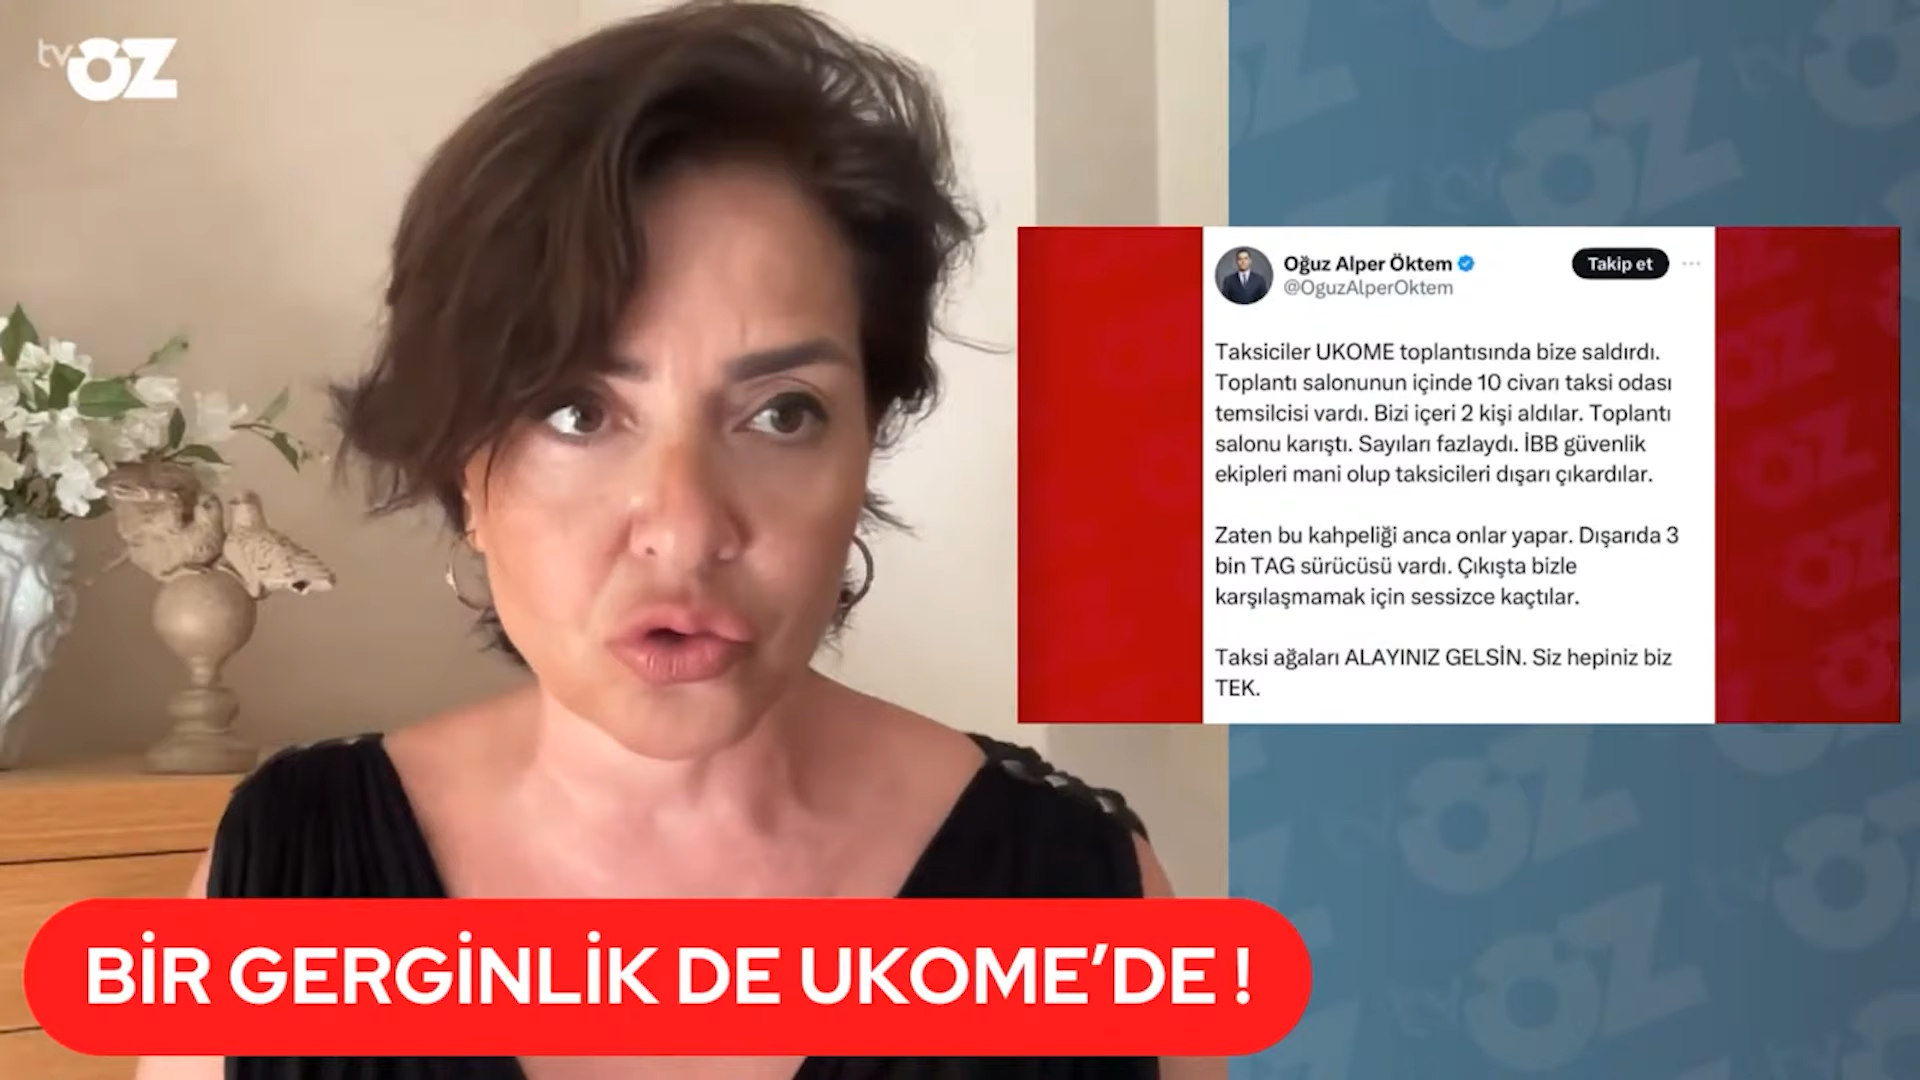 tvÖZ
Oğuz Alper Öktem
Takip et
@OguzAlperOktem
Taksiciler UKOME toplantısında bize saldırdı.
Toplantı salonunun içinde 10 civarı taksi odası
temsilcisi vardı. Bizi içeri 2 kişi aldılar. Toplantı
salonu karıştı. Sayıları fazlaydı. İBB güvenlik
ekipleri mani olup taksicileri dışarı çıkardılar.
Zaten bu kahpeliği anca onlar yapar. Dışarıda 3
bin TAG sürücüsü vardı. Çıkışta bizle
karşılaşmamak için sessizce kaçtılar.
Taksi ağaları ALAYINIZ GELSİN. Siz hepiniz biz
TEK.
BİR GERGİNLİK DE UKOME’DE !